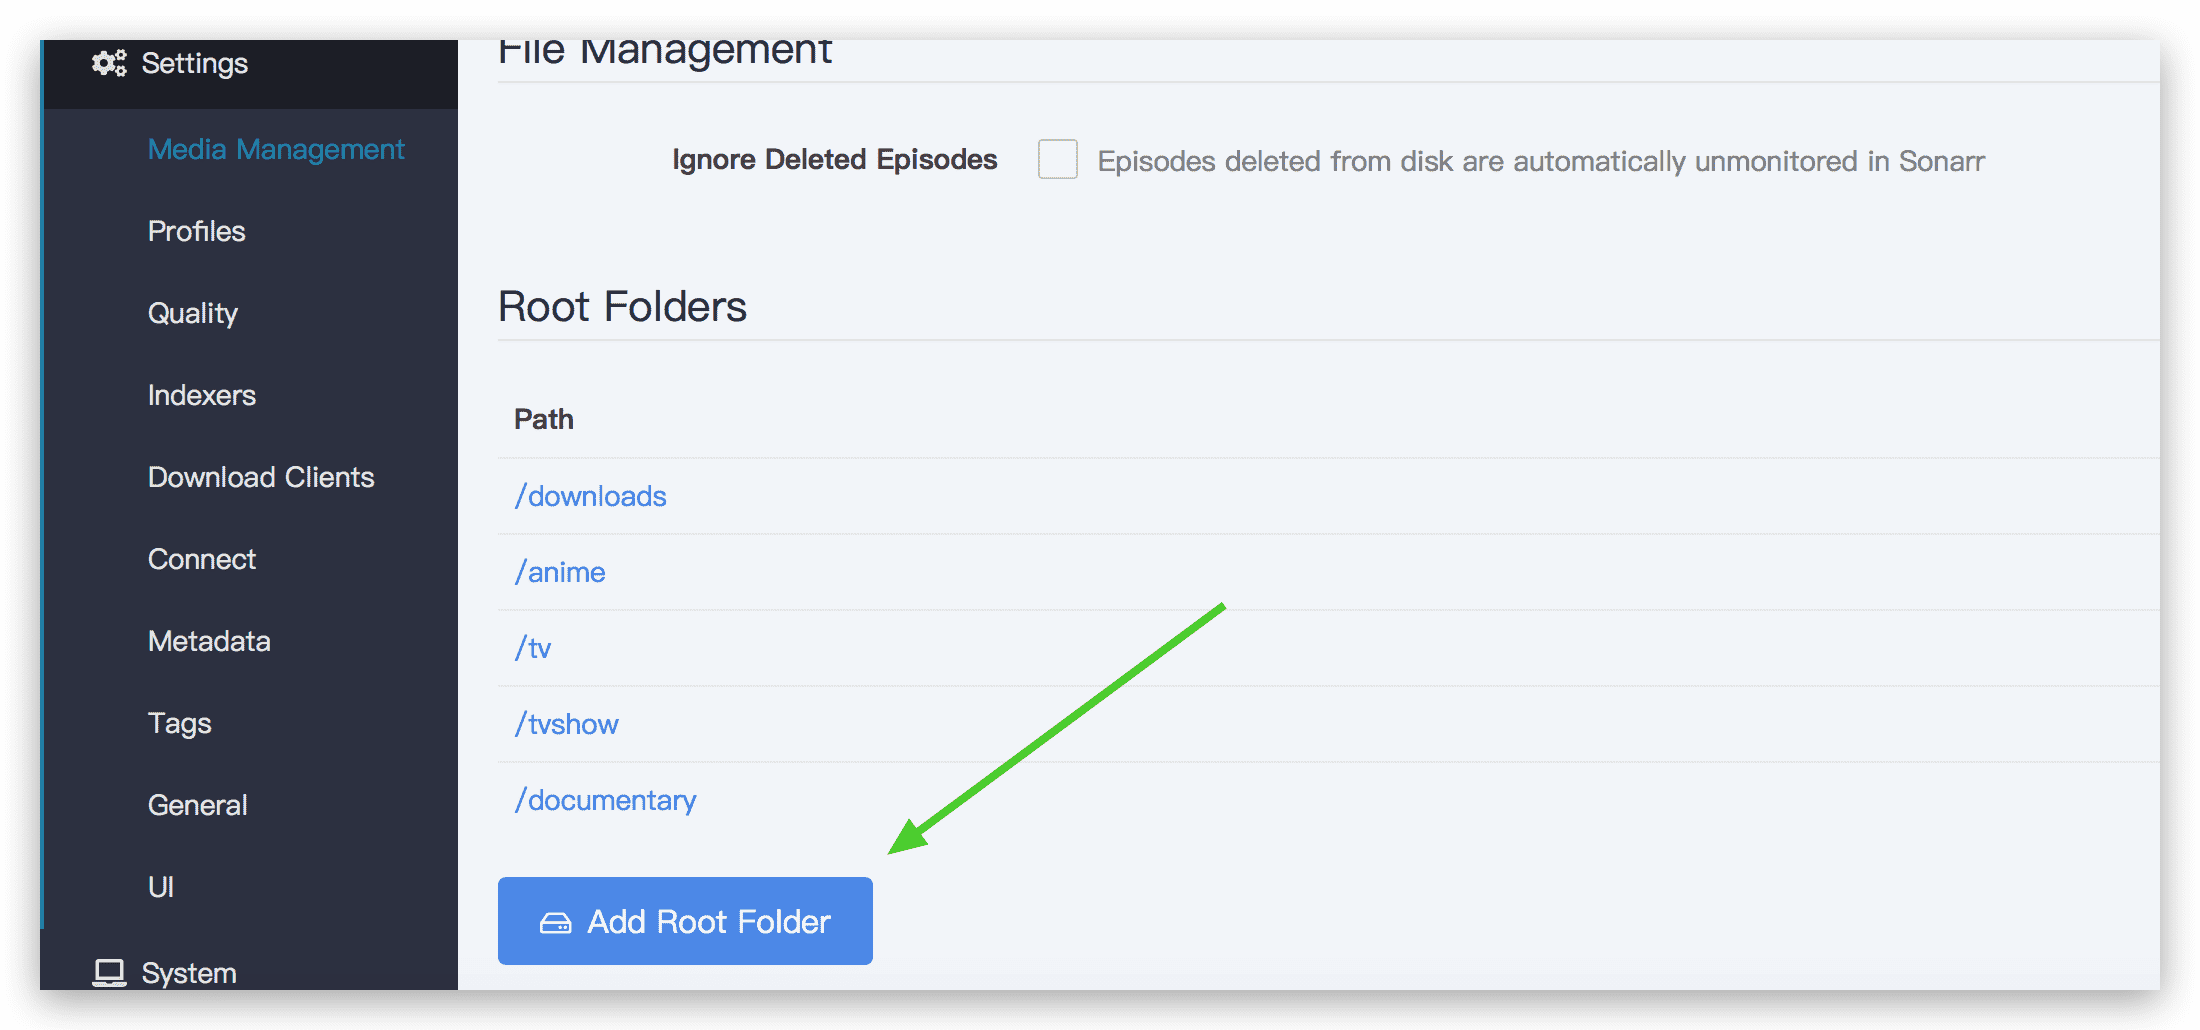 Settings
Media Management
Profiles
Quality
Indexers
Download Clients
Connect
Metadata
Tags
General
UI
System
File Management
Ignore Deleted Episodes Episodes deleted from disk are automatically unmonitored in Sonarr
Root Folders
Path
/downloads
/anime
/tv
/tvshow
/documentary
Add Root Folder